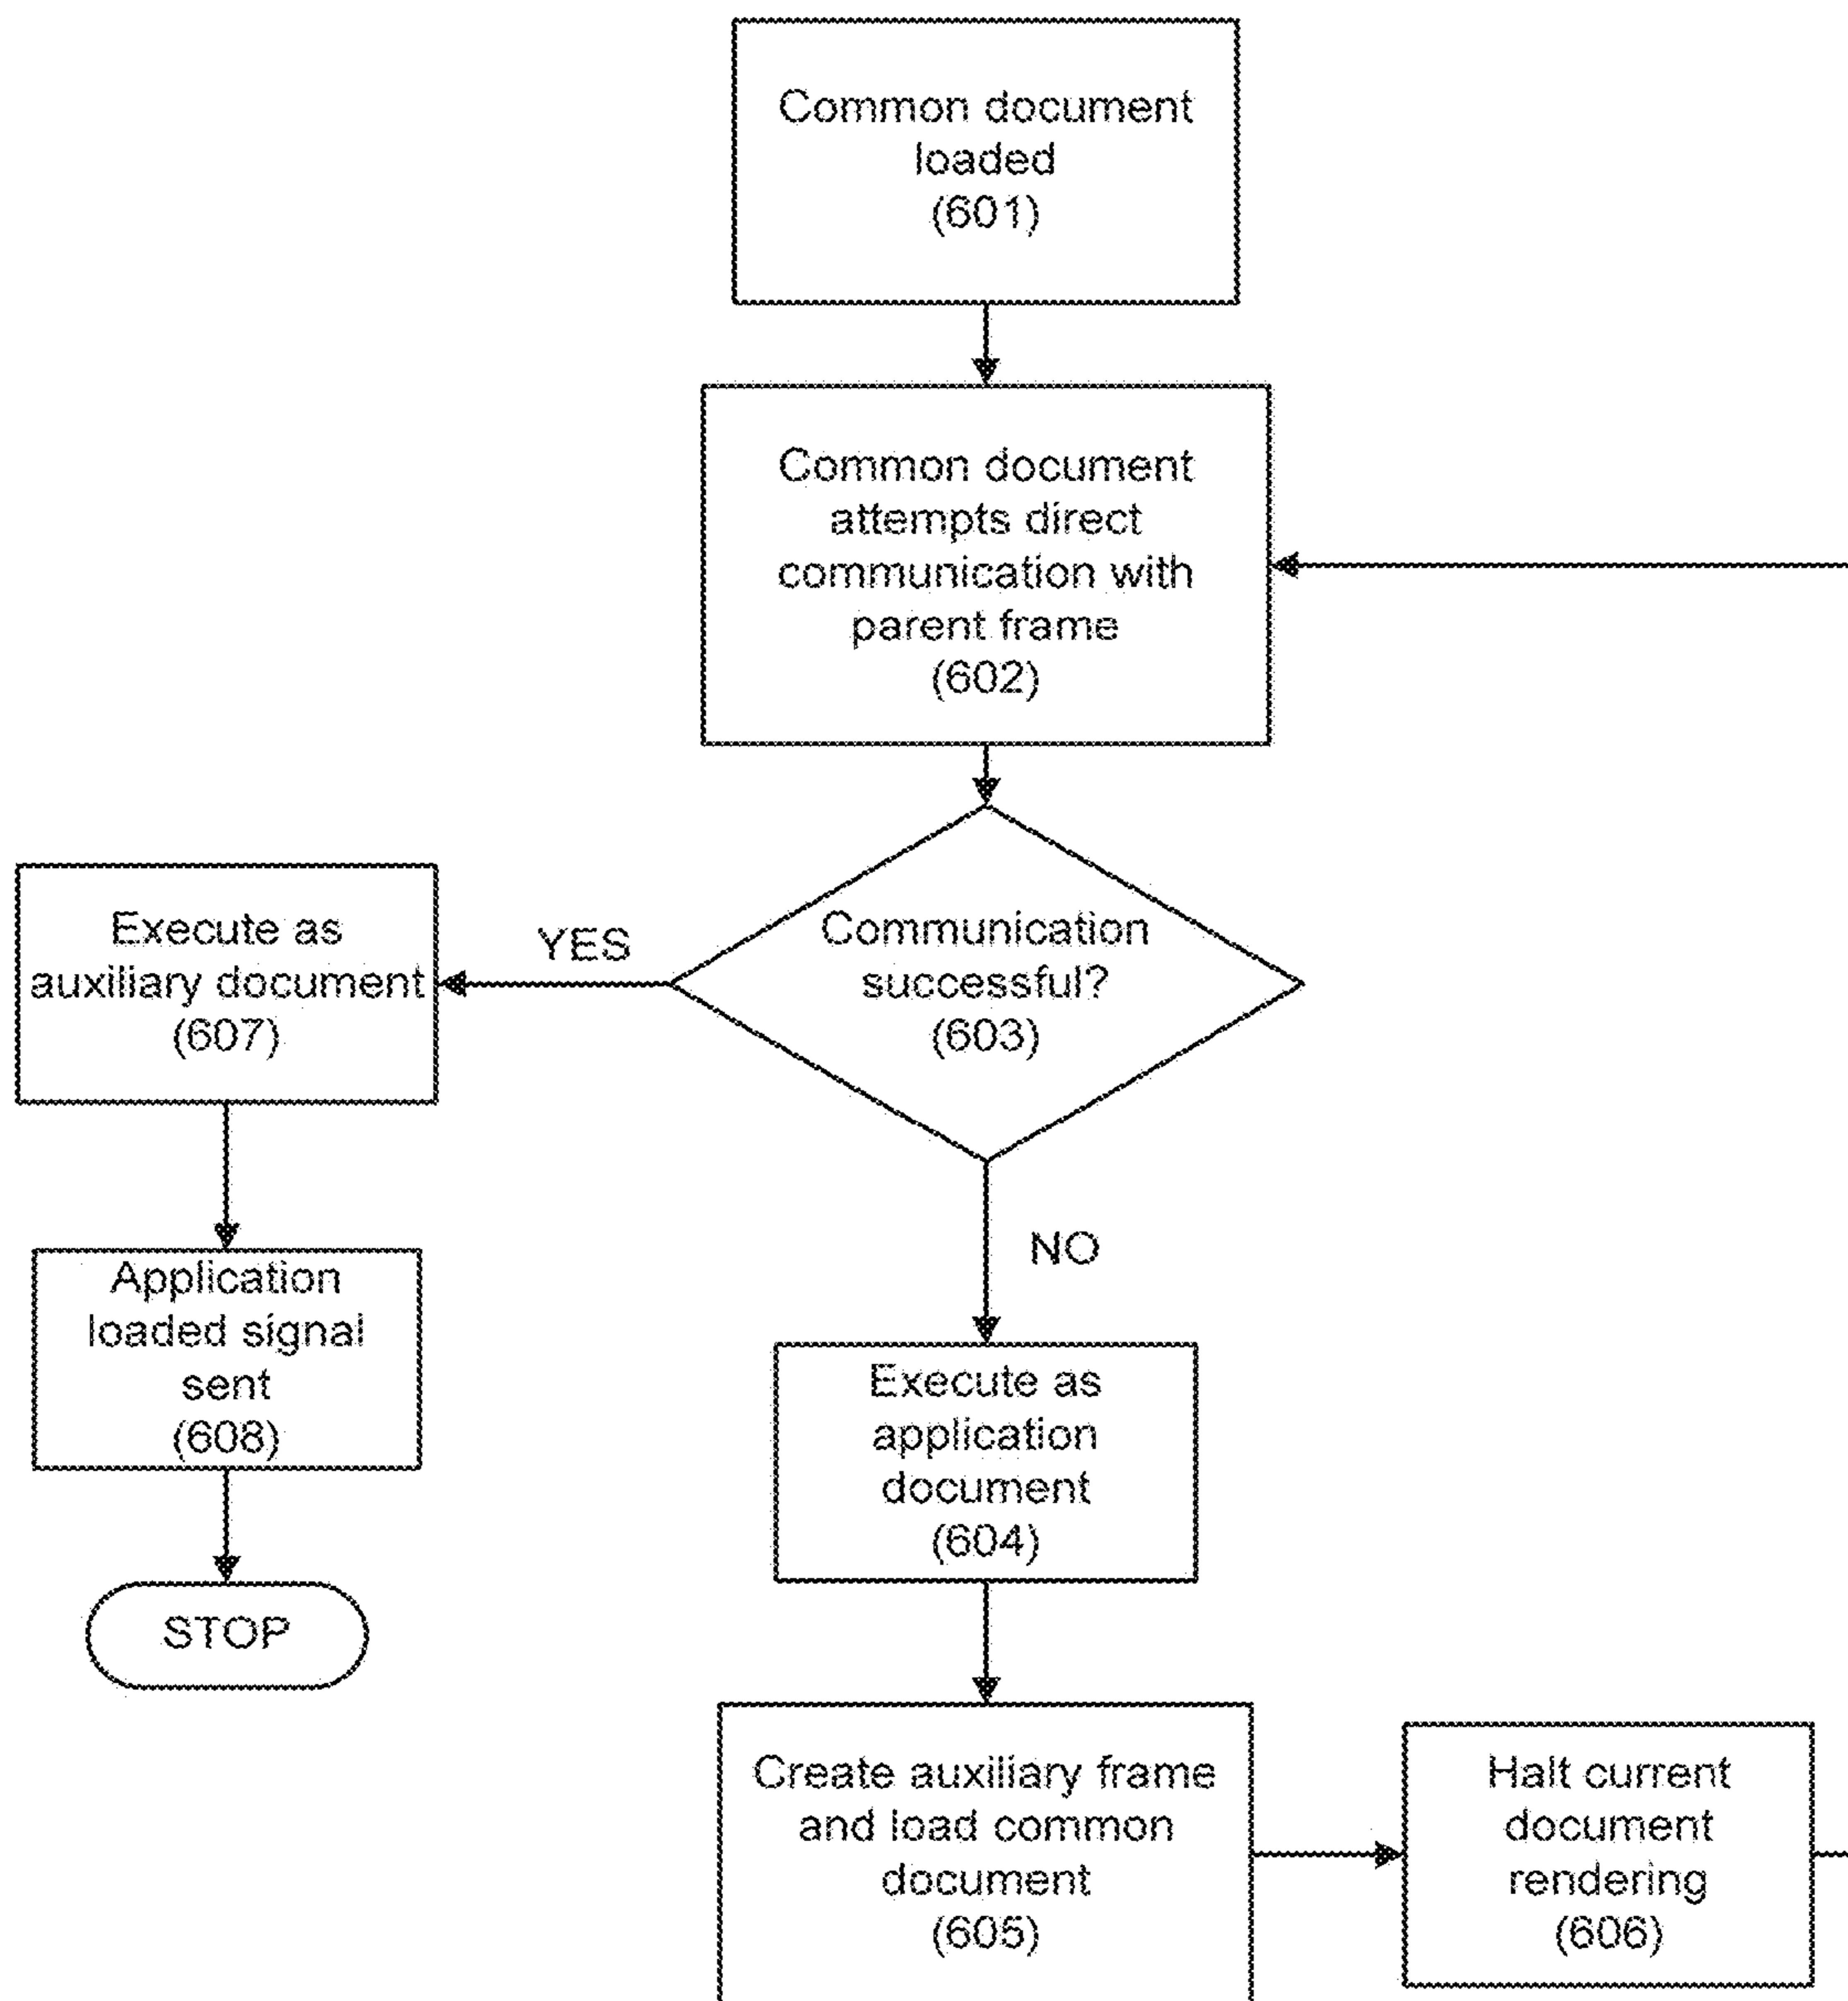 Common document
loaded
(601)
Common document
attempts direct
communication with
parent frame
(602)
Communication
successful?
(603)
YES
Execute as
auxiliary document
(607)
Application
loaded signal
sent
(608)
STOP
NO
Execute as
application
document
(604)
Create auxiliary frame
and load common
document
(605)
Halt current
document
rendering
(606)